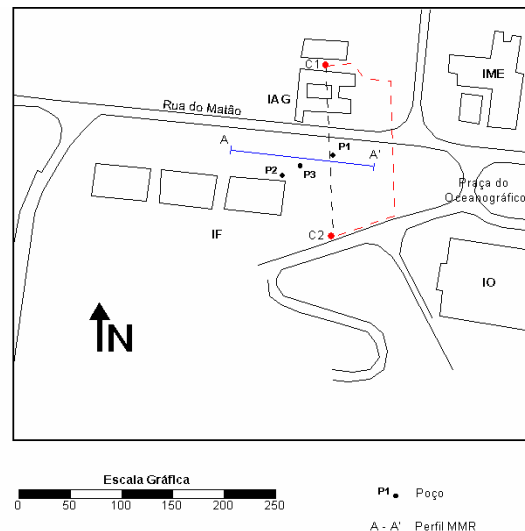 C1
IME
IAG
Rua do Matão
A
P1
A'
P2
P3
Praça do
Oceanográfico
IF
C2
IO
N
Escala Gráfica
0 50 100 150 200 250
P1 Poço
A - A' Perfil MMR